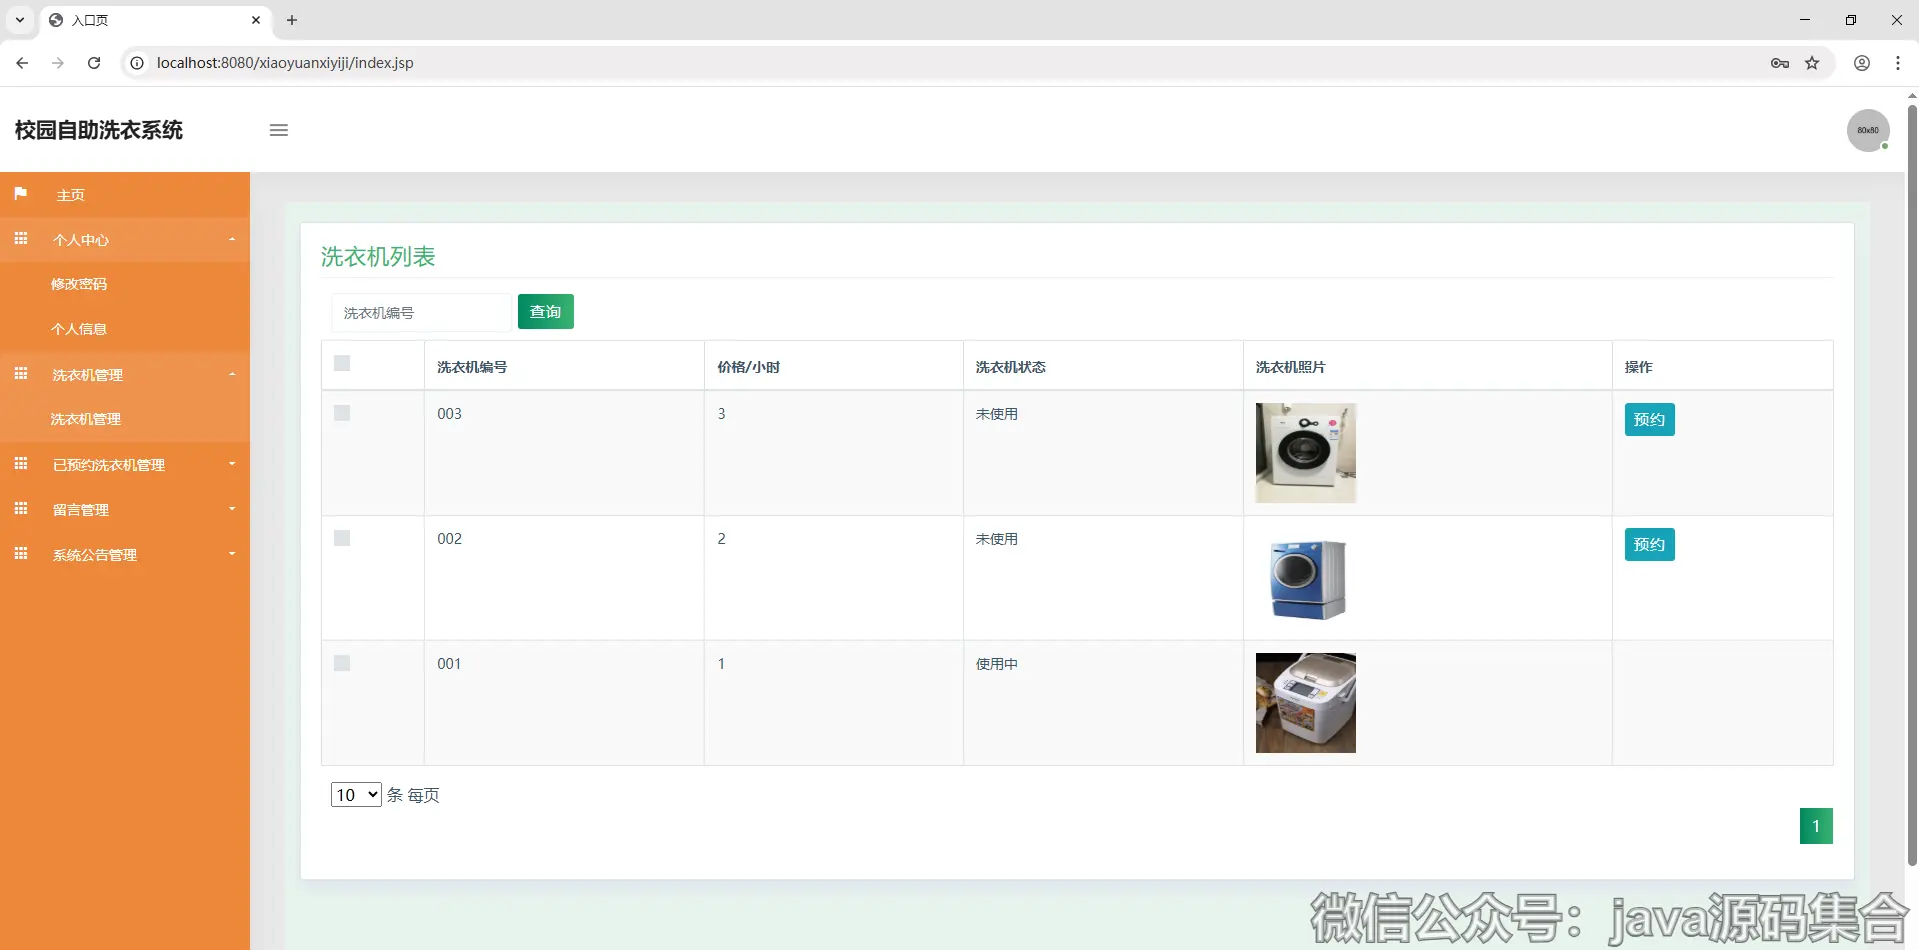 入口页
localhost:8080/xiaoyuanxiyiji/index.jsp
校园自助洗衣系统
80x80
主页
个人中心
修改密码
个人信息
洗衣机管理
洗衣机管理
已预约洗衣机管理
留言管理
系统公告管理
洗衣机列表
洗衣机编号
查询
洗衣机编号 价格/小时 洗衣机状态 洗衣机照片 操作
003 3 未使用 预约
002 2 未使用 预约
001 1 使用中
10 条 每页
1
微信公众号：java源码集合